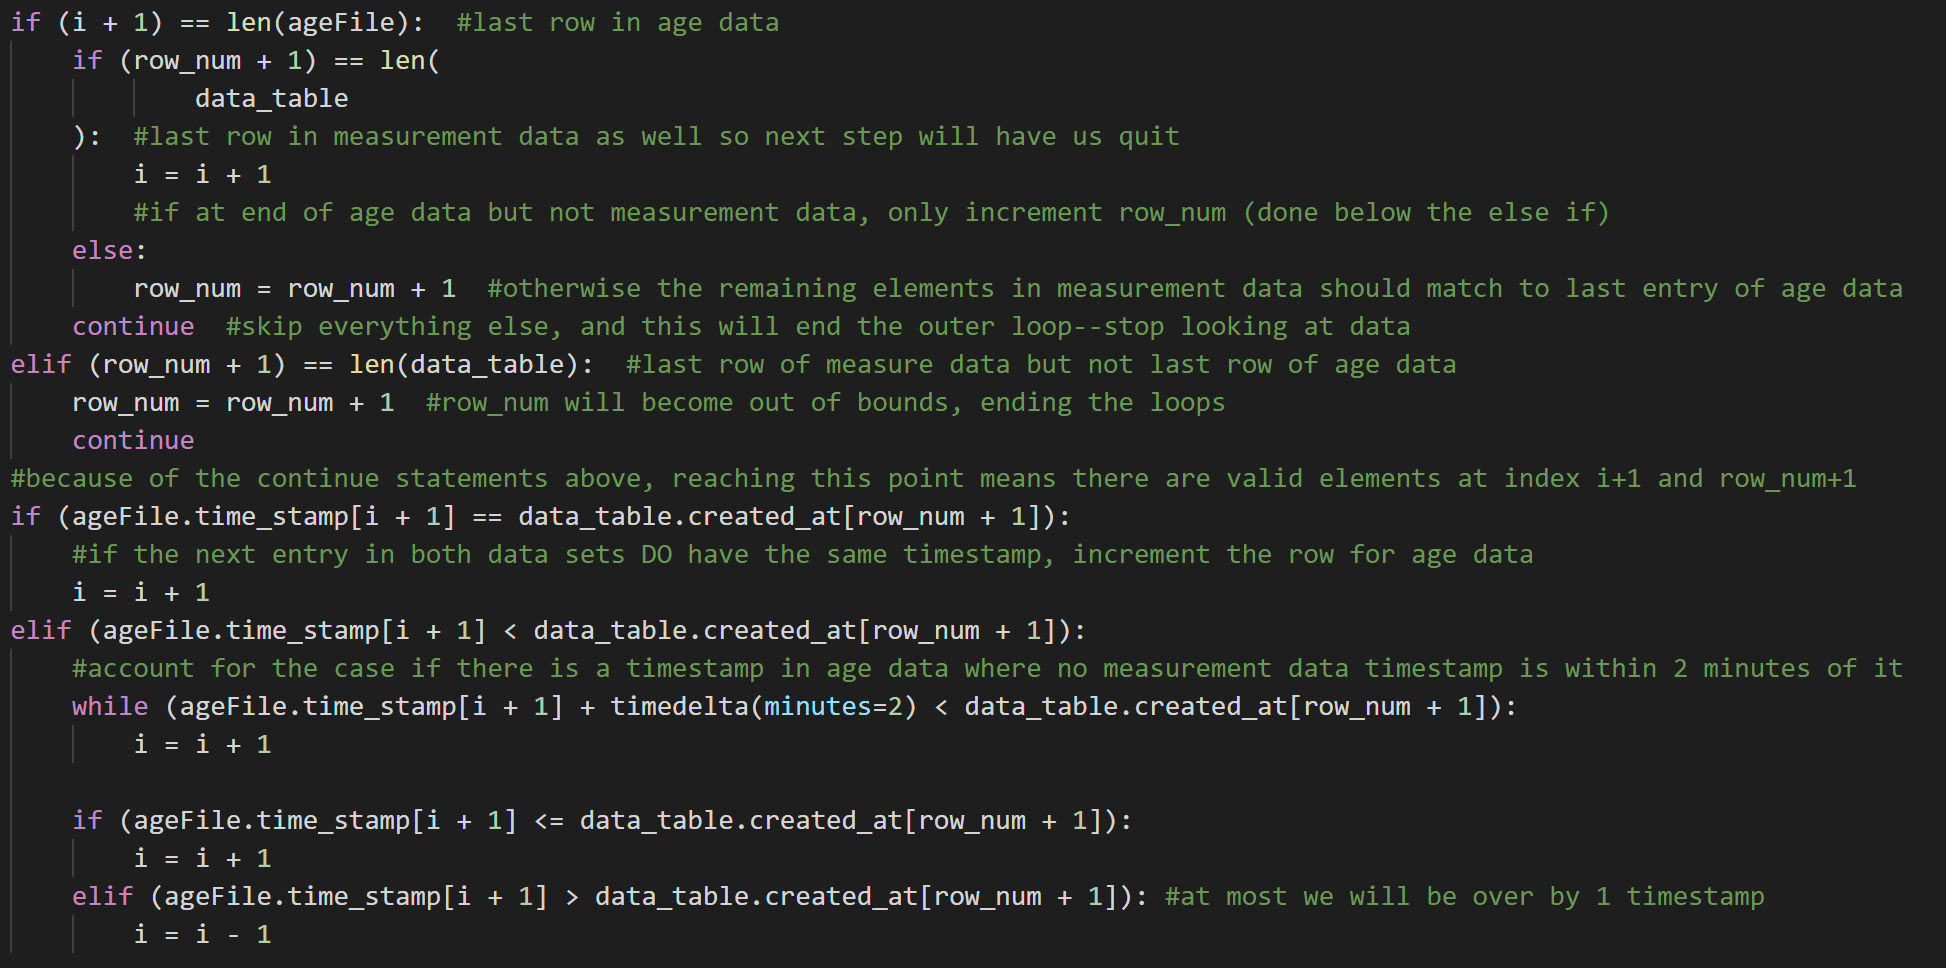 if (i + 1) == len(ageFile):  #last row in age data
    if (row_num + 1) == len(
            data_table
    ):  #last row in measurement data as well so next step will have us quit
        i = i + 1
        #if at end of age data but not measurement data, only increment row_num (done below the else if)
    else:
        row_num = row_num + 1  #otherwise the remaining elements in measurement data should match to last entry of age data
    continue  #skip everything else, and this will end the outer loop--stop looking at data
elif (row_num + 1) == len(data_table):  #last row of measure data but not last row of age data
    row_num = row_num + 1  #row_num will become out of bounds, ending the loops
    continue
#because of the continue statements above, reaching this point means there are valid elements at index i+1 and row_num+1
if (ageFile.time_stamp[i + 1] == data_table.created_at[row_num + 1]):
    #if the next entry in both data sets DO have the same timestamp, increment the row for age data
    i = i + 1
elif (ageFile.time_stamp[i + 1] < data_table.created_at[row_num + 1]):
    #account for the case if there is a timestamp in age data where no measurement data timestamp is within 2 minutes of it
    while (ageFile.time_stamp[i + 1] + timedelta(minutes=2) < data_table.created_at[row_num + 1]):
        i = i + 1

    if (ageFile.time_stamp[i + 1] <= data_table.created_at[row_num + 1]):
        i = i + 1
    elif (ageFile.time_stamp[i + 1] > data_table.created_at[row_num + 1]): #at most we will be over by 1 timestamp
        i = i - 1